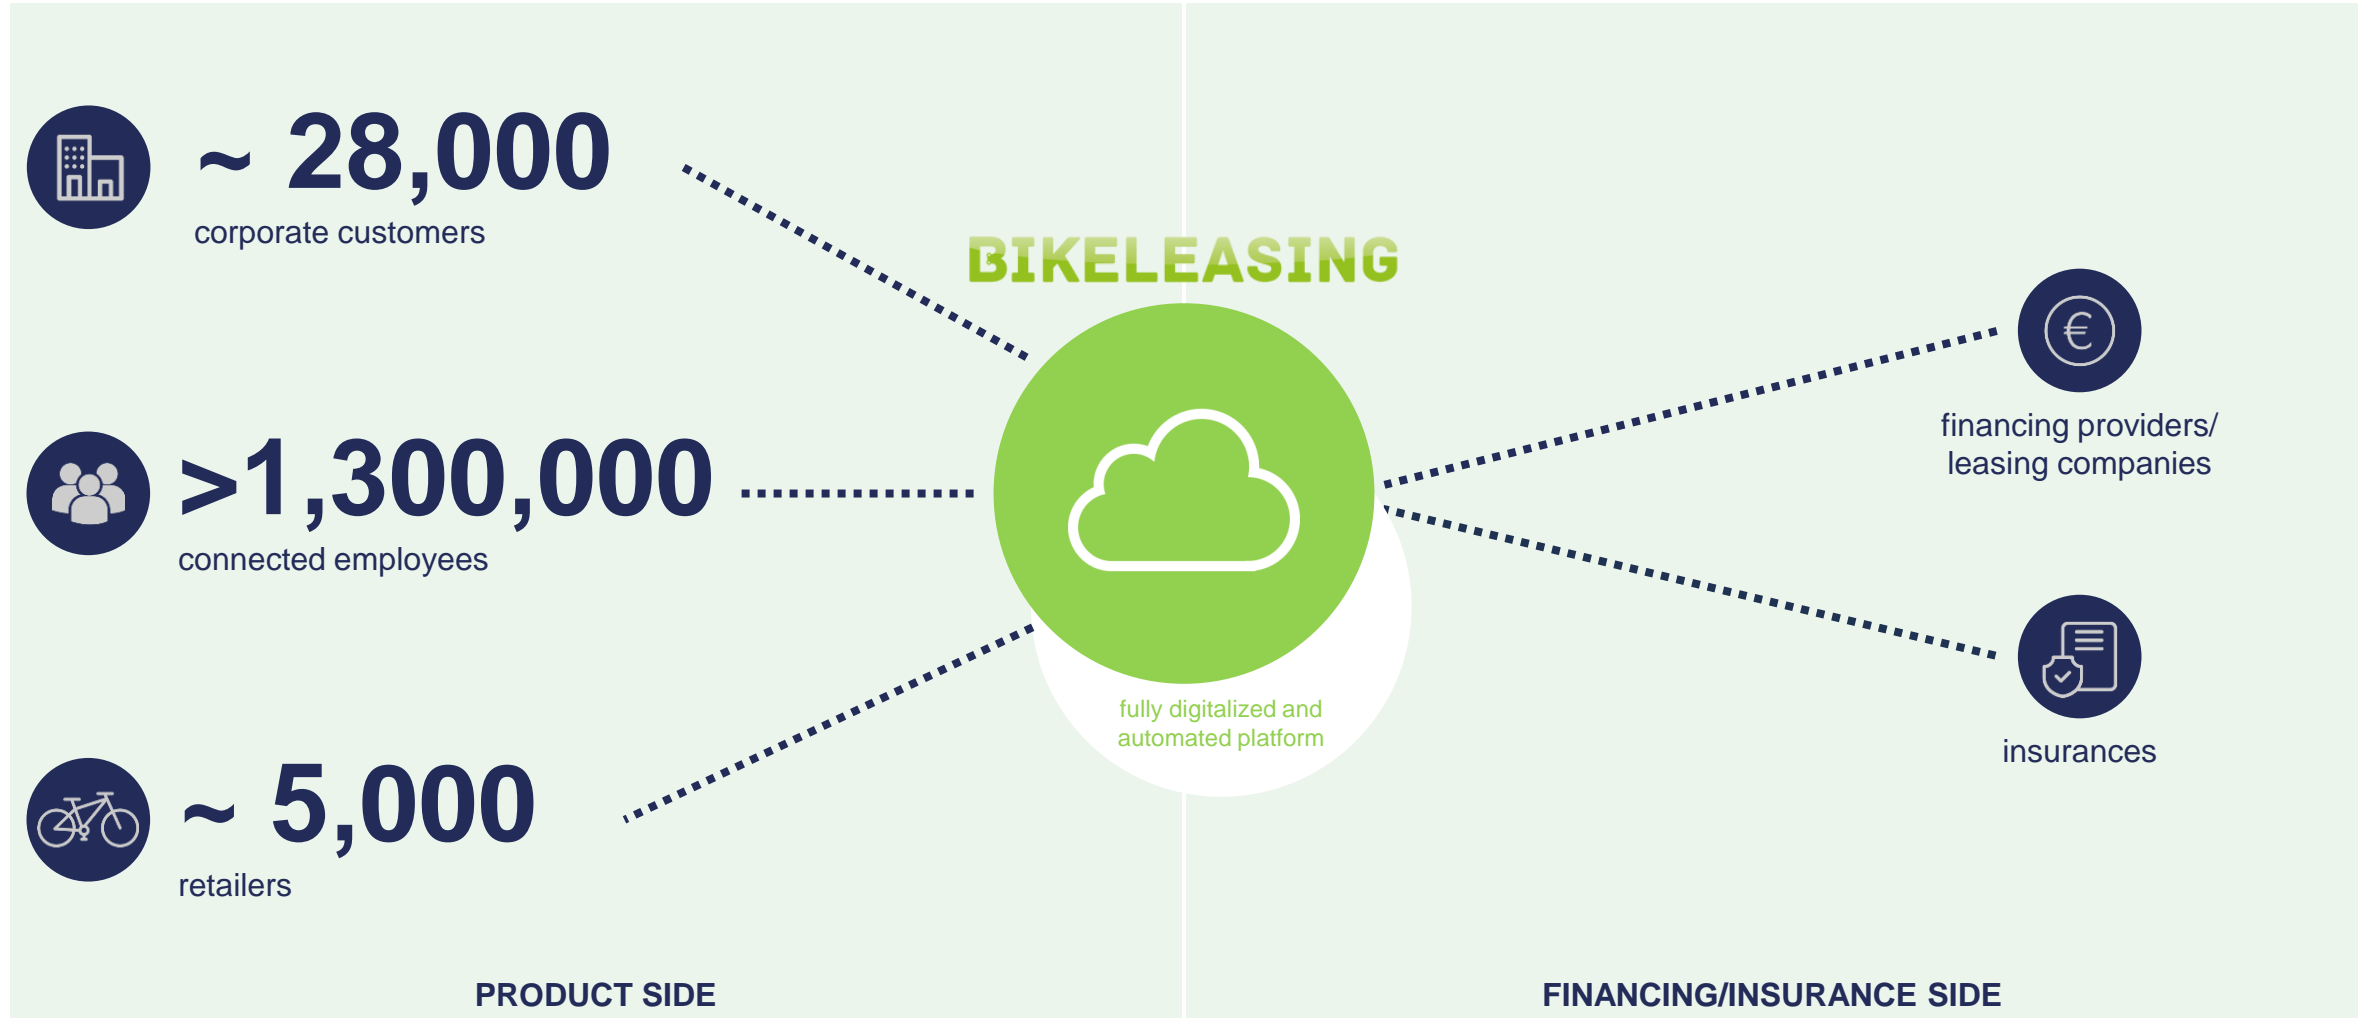 ~ 28,000
corporate customers
>1,300,000
connected employees
~ 5,000
retailers
PRODUCT SIDE
BIKELEASING
fully digitalized and
automated platform
€
financing providers/
leasing companies
insurances
FINANCING/INSURANCE SIDE